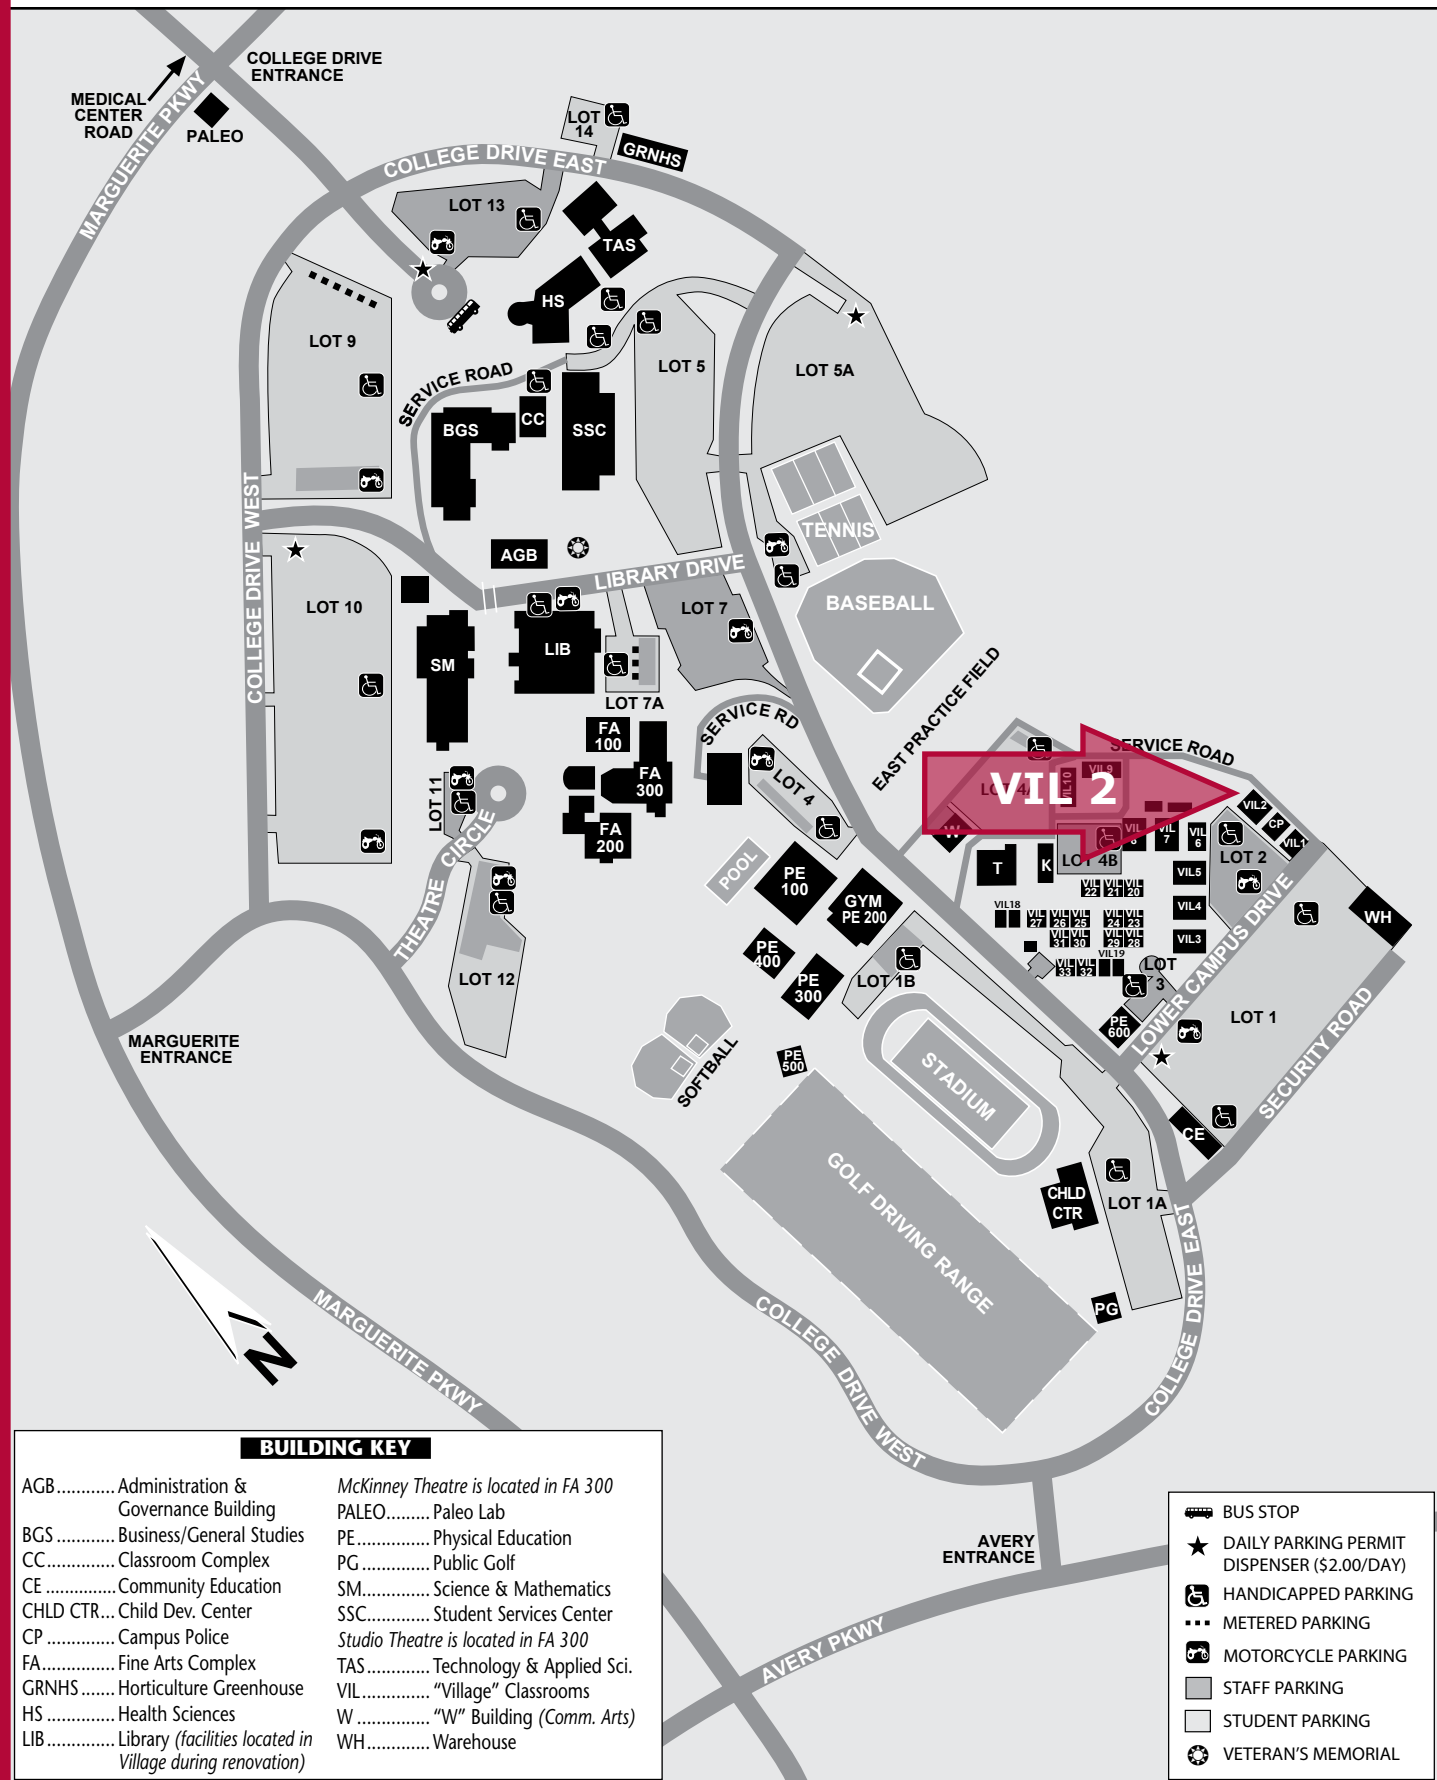 COLLEGE DRIVE
ENTRANCE
MEDICAL
CENTER
ROAD
MARGUERITE PKWY
PALEO
LOT
14
GRNHS
COLLEGE DRIVE EAST
LOT 13
TAS
HS
LOT 9
SERVICE ROAD
LOT 5
LOT 5A
CC
BGS
SSC
COLLEGE DRIVE WEST
TENNIS
AGB
LIBRARY DRIVE
LOT 10
LOT 7
BASEBALL
SM
LIB
LOT 7A
EAST PRACTICE FIELD
SERVICE RD
FA
100
FA
300
FA
200
LOT 4
LOT 11
THEATRE CIRCLE
SERVICE ROAD
VIL 2
VIL9
VIL10
LOT 4A
W
VIL2
CP
VIL1
VIL
8
VIL
7
VIL
6
LOT 2
T
K
LOT 4B
VIL5
POOL
PE
100
GYM
PE 200
VIL
22
VIL
21
VIL
20
VIL4
VIL18
VIL
27
VIL
26
VIL
25
VIL
24
VIL
23
WH
VIL
31
VIL
30
VIL
29
VIL
28
VIL3
PE
400
PE
300
LOT 1B
VIL
33
VIL
32
VIL19
LOT
3
LOT 12
LOWER CAMPUS DRIVE
LOT 1
PE
600
MARGUERITE
ENTRANCE
SOFTBALL
PE
500
STADIUM
SECURITY ROAD
CE
GOLF DRIVING RANGE
CHLD
CTR
LOT 1A
COLLEGE DRIVE EAST
PG
N
MARGUERITE PKWY
COLLEGE DRIVE WEST
AVERY
ENTRANCE
AVERY PKWY
BUILDING KEY
AGB............ Administration &
Governance Building
BGS ............ Business/General Studies
CC.............. Classroom Complex
CE .............. Community Education
CHLD CTR... Child Dev. Center
CP .............. Campus Police
FA............... Fine Arts Complex
GRNHS ....... Horticulture Greenhouse
HS .............. Health Sciences
LIB.............. Library (facilities located in
Village during renovation)
McKinney Theatre is located in FA 300
PALEO......... Paleo Lab
PE............... Physical Education
PG .............. Public Golf
SM............. Science & Mathematics
SSC............. Student Services Center
Studio Theatre is located in FA 300
TAS............. Technology & Applied Sci.
VIL.............. “Village” Classrooms
W ............... “W” Building (Comm. Arts)
WH............. Warehouse
BUS STOP
DAILY PARKING PERMIT
DISPENSER ($2.00/DAY)
HANDICAPPED PARKING
METERED PARKING
MOTORCYCLE PARKING
STAFF PARKING
STUDENT PARKING
VETERAN’S MEMORIAL